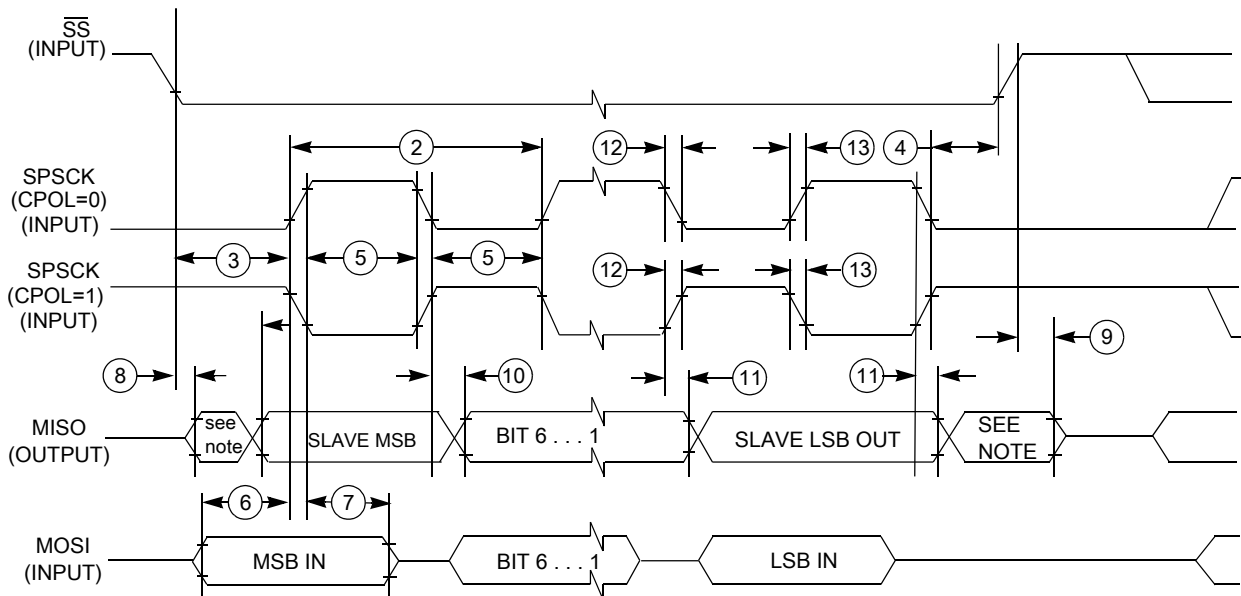 SS
(INPUT)
2
12
13
4
SPSCK
(CPOL=0)
(INPUT)
3
5
5
SPSCK
(CPOL=1)
(INPUT)
12
13
8
10
11
11
9
MISO
(OUTPUT)
see
note
SLAVE MSB
BIT 6 . . . 1
SLAVE LSB OUT
SEE
NOTE
6
7
MOSI
(INPUT)
MSB IN
BIT 6 . . . 1
LSB IN